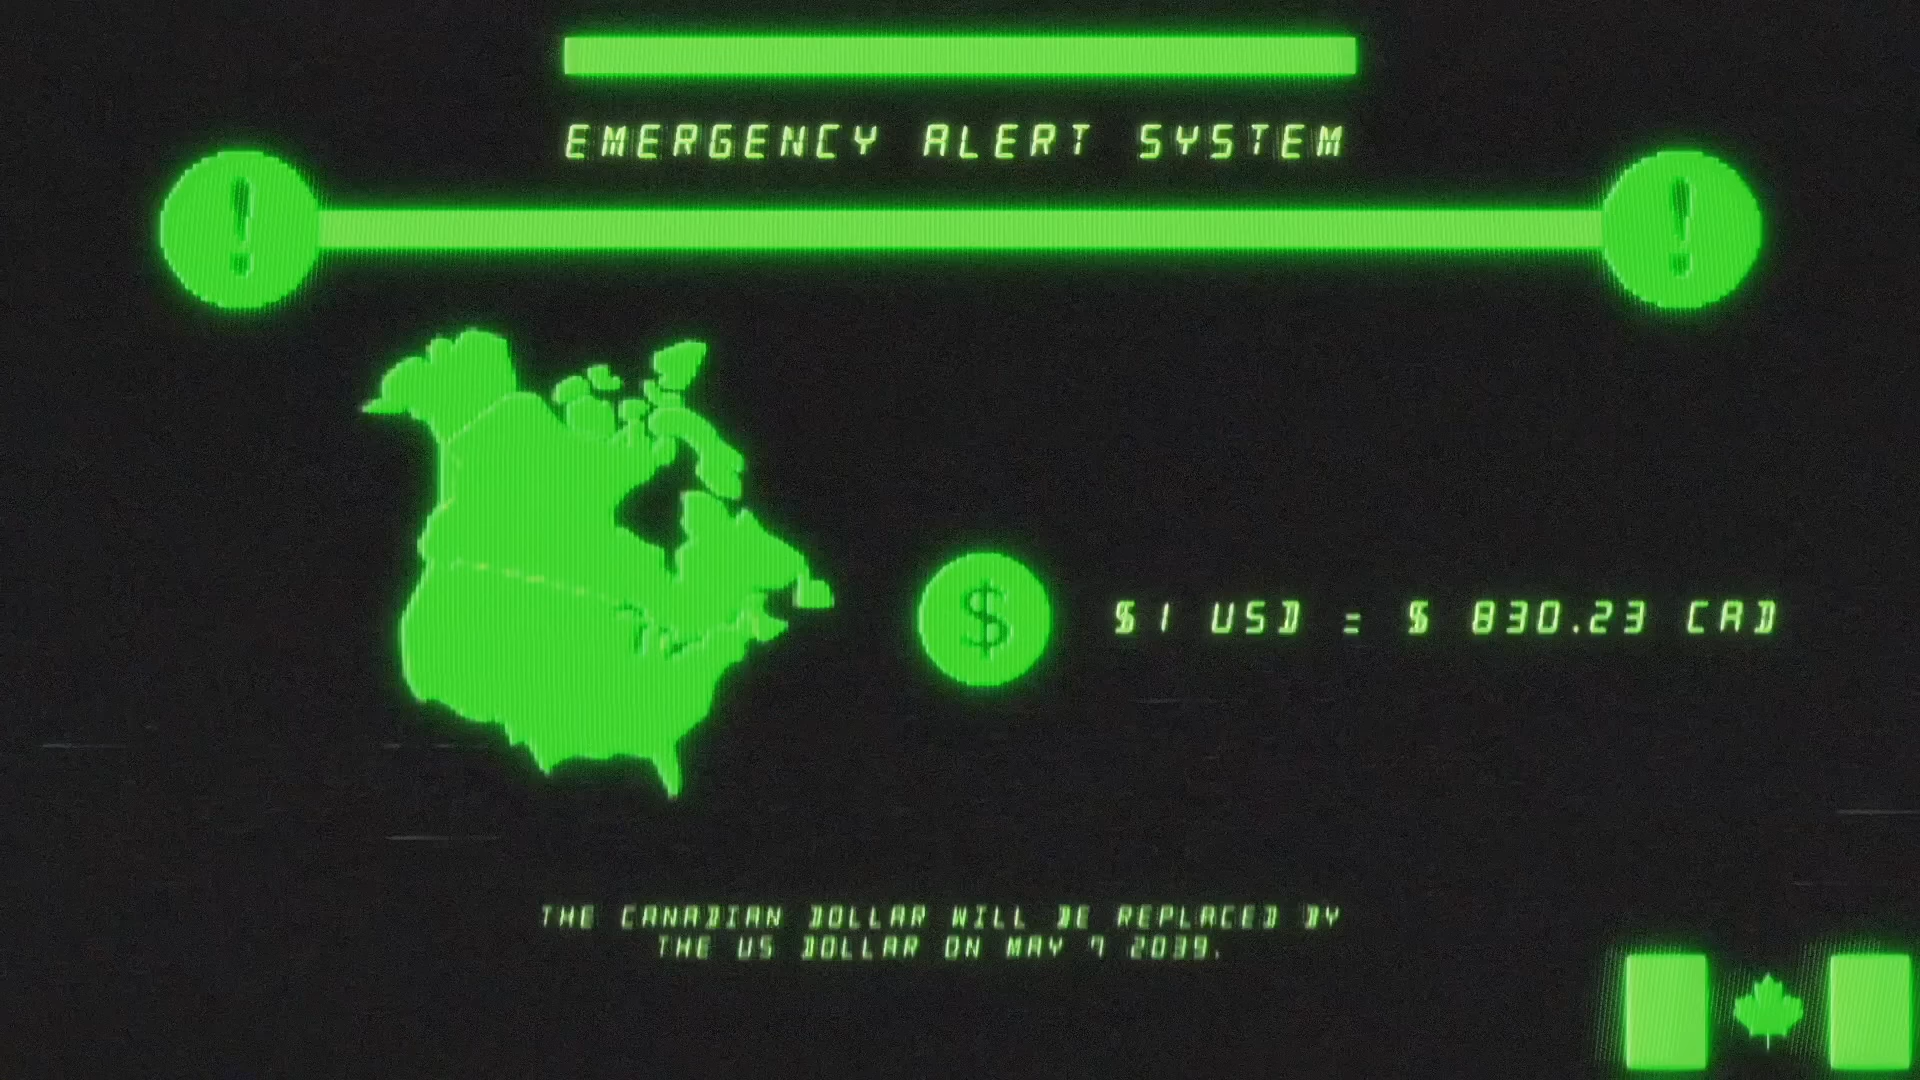 EMERGENCY ALERT SYSTEM
!
!
$
$1 USD = $ 830.23 CAD
THE CANADIAN DOLLAR WILL BE REPLACED BY
THE US DOLLAR ON MAY 7 2039.